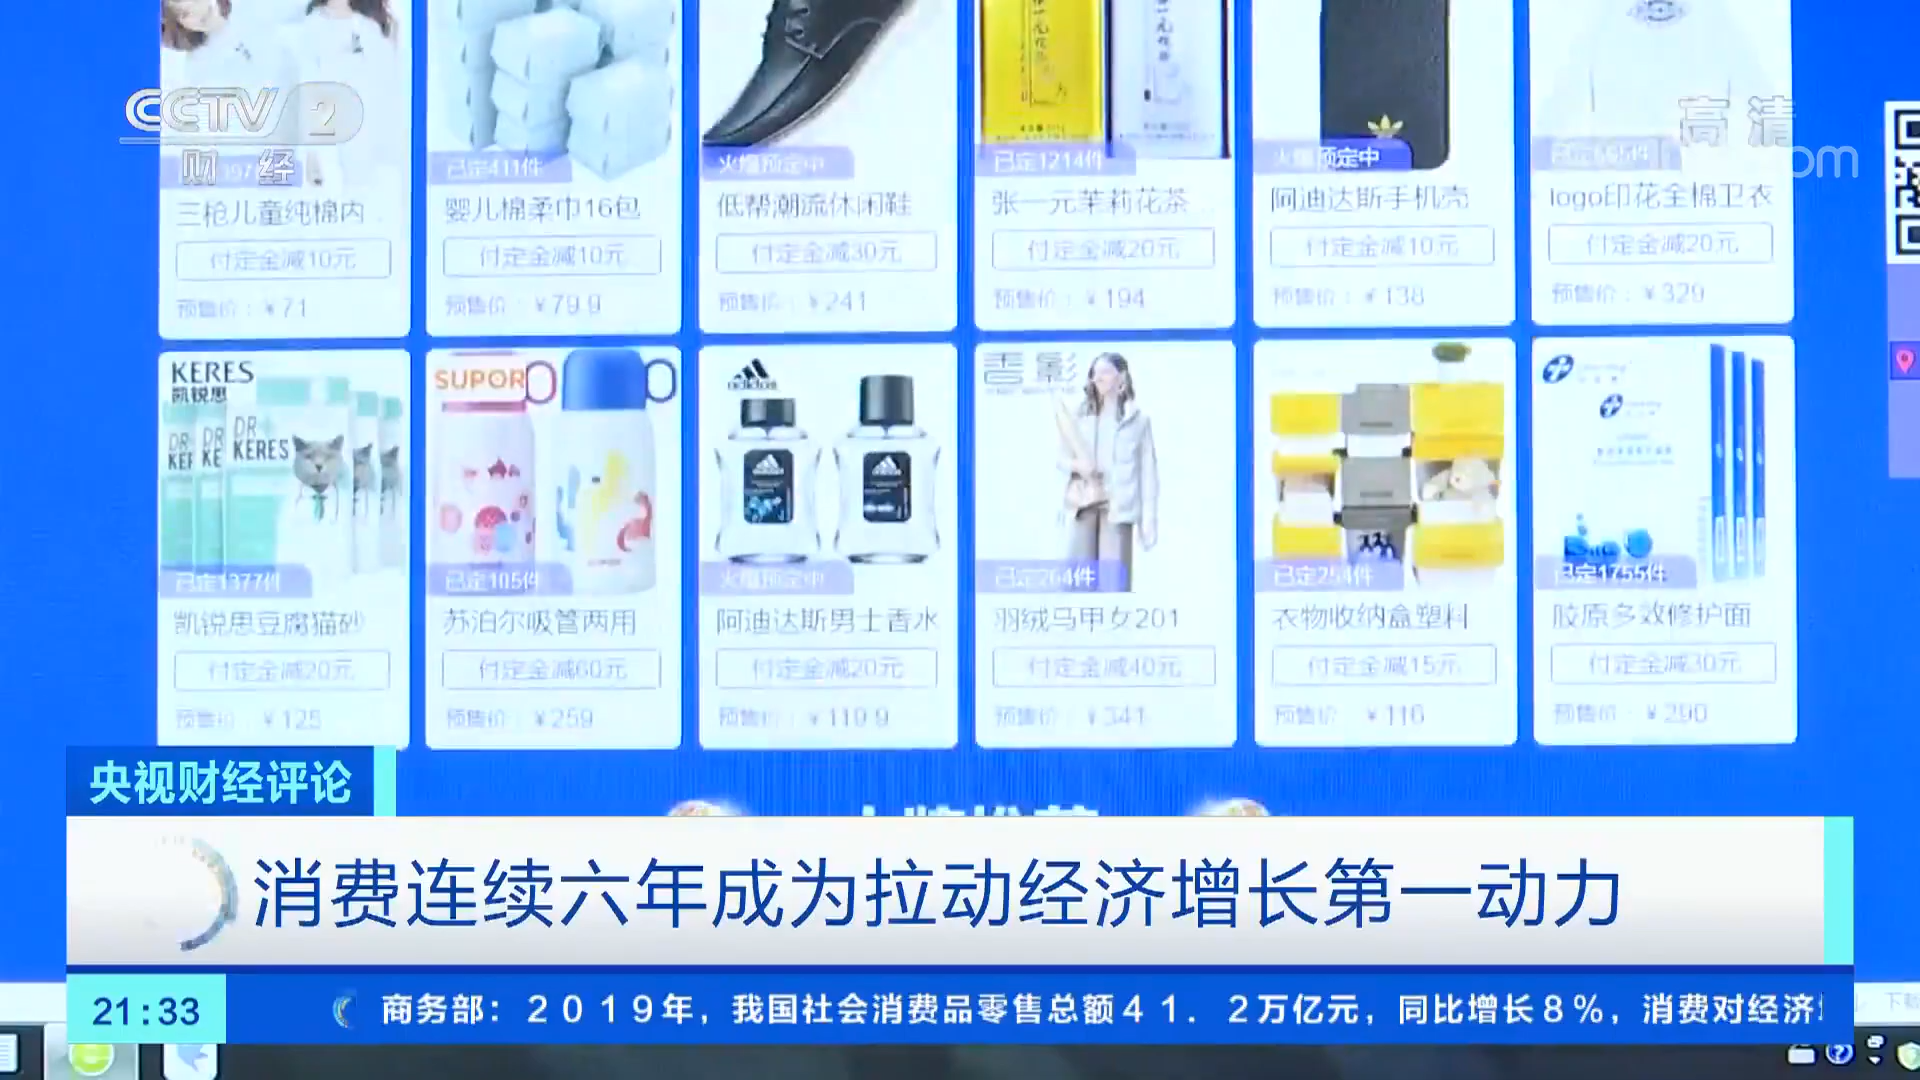 CCTV 2
财 经
高清
已定411件
火爆预定中
已定1214件
火爆预定中
已定695件
三枪儿童纯棉内
婴儿棉柔巾16包
低帮潮流休闲鞋
张一元茉莉花茶
阿迪达斯手机壳
logo印花全棉卫衣
付定金减10元
付定金减10元
付定金减30元
付定金减20元
付定金减10元
付定金减20元
预售价：￥71
预售价：￥79.9
预售价：￥241
预售价：￥194
预售价：￥138
预售价：￥329
KERES
凯锐思
DR
KERES
SUPOR
adidas
香影
已定1377件
已定105件
火爆预定中
已定264件
已定254件
已定1755件
凯锐思豆腐猫砂
苏泊尔吸管两用
阿迪达斯男士香水
羽绒马甲女201
衣物收纳盒塑料
胶原多效修护面
付定金减20元
付定金减60元
付定金减20元
付定金减40元
付定金减15元
付定金减30元
预售价：￥125
预售价：￥259
预售价：￥119.9
预售价：￥341
预售价：￥116
预售价：￥290
央视财经评论
消费连续六年成为拉动经济增长第一动力
21:33
商务部：２０１９年，我国社会消费品零售总额４１．２万亿元，同比增长８％，消费对经济